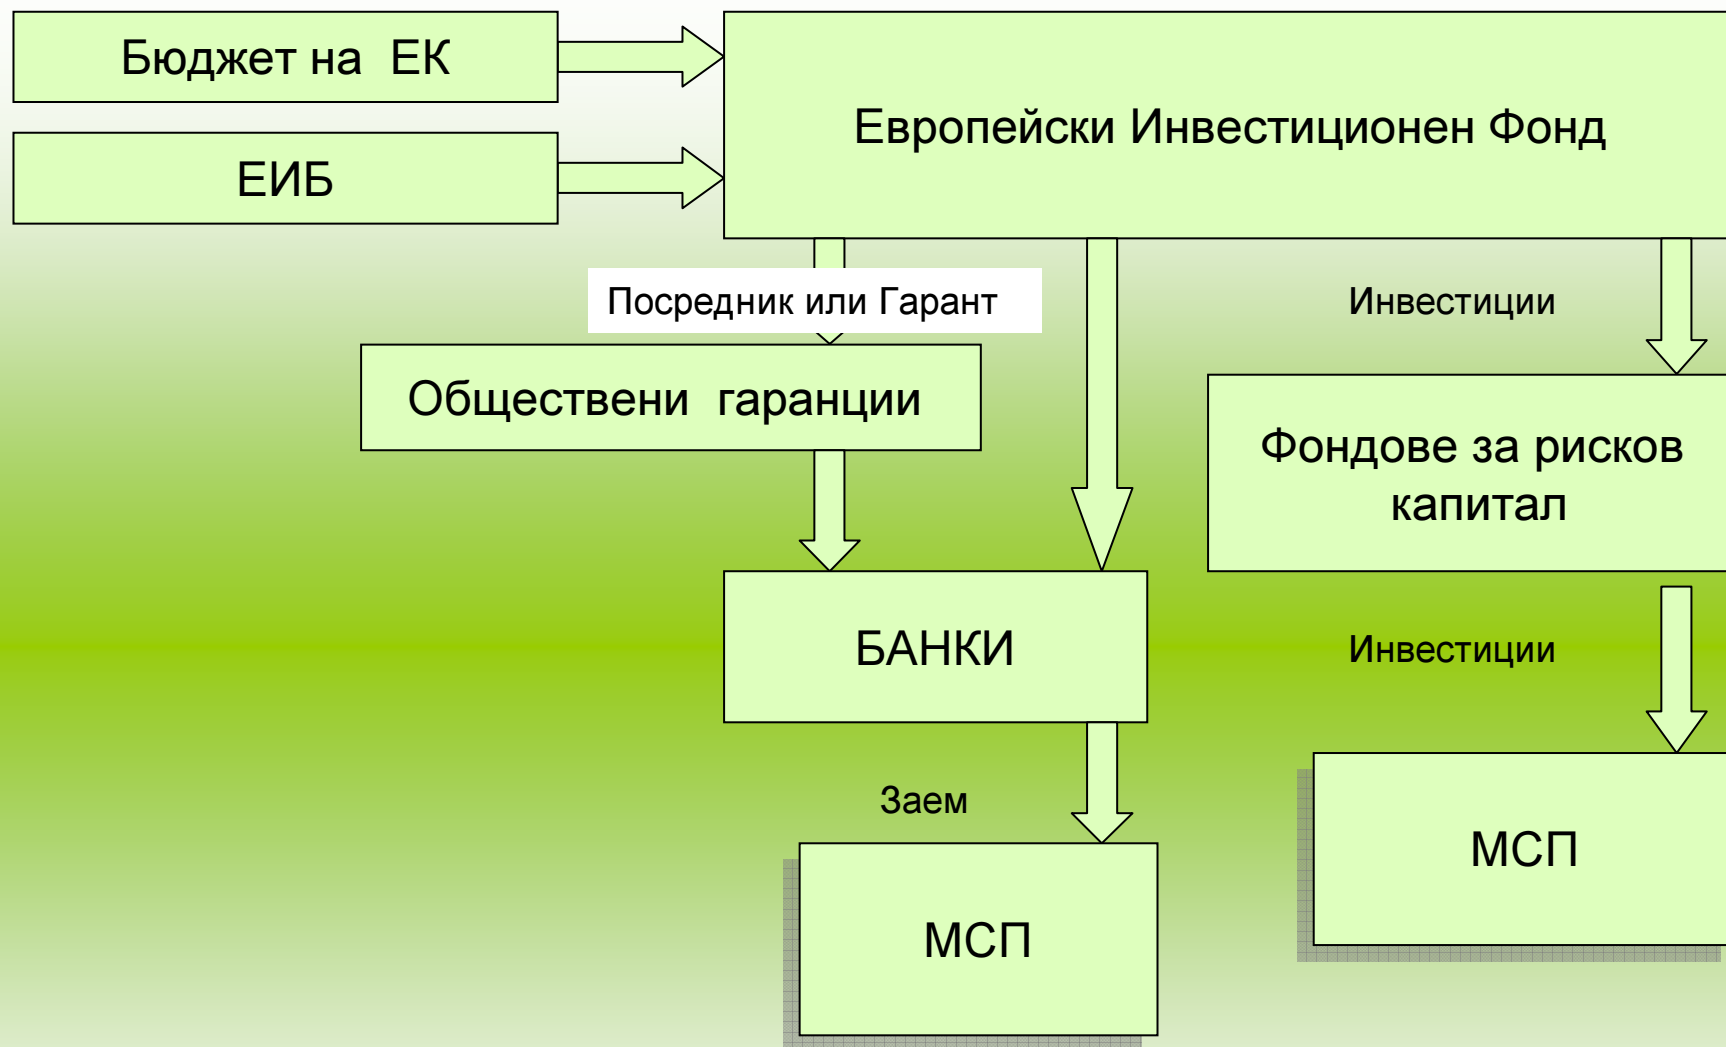 Бюджет на ЕК
Европейски Инвестиционен Фонд
ЕИБ
Посредник или Гарант
Инвестиции
Обществени гаранции
Фондове за рисков
капитал
БАНКИ
Инвестиции
Заем
МСП
МСП